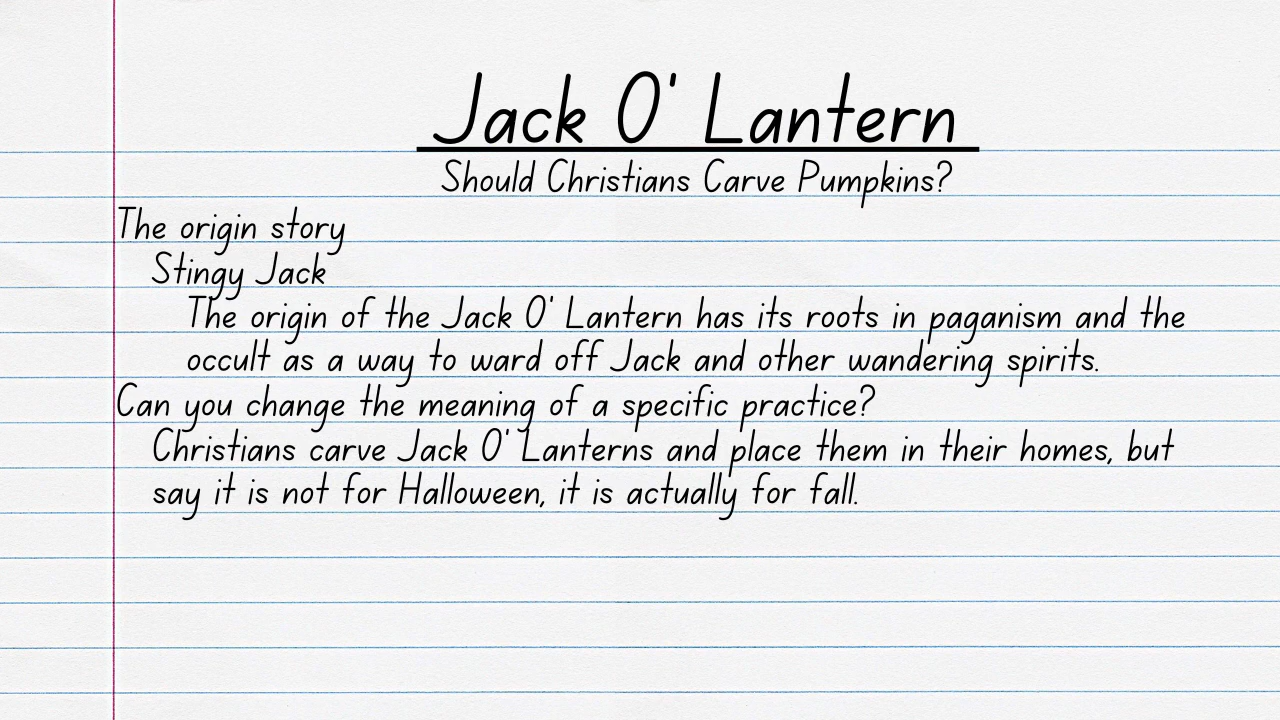 Jack O' Lantern
Should Christians Carve Pumpkins?
The origin story
Stingy Jack
The origin of the Jack O' Lantern has its roots in paganism and the
occult as a way to ward off Jack and other wandering spirits.
Can you change the meaning of a specific practice?
Christians carve Jack O' Lanterns and place them in their homes, but
say it is not for Halloween, it is actually for fall.